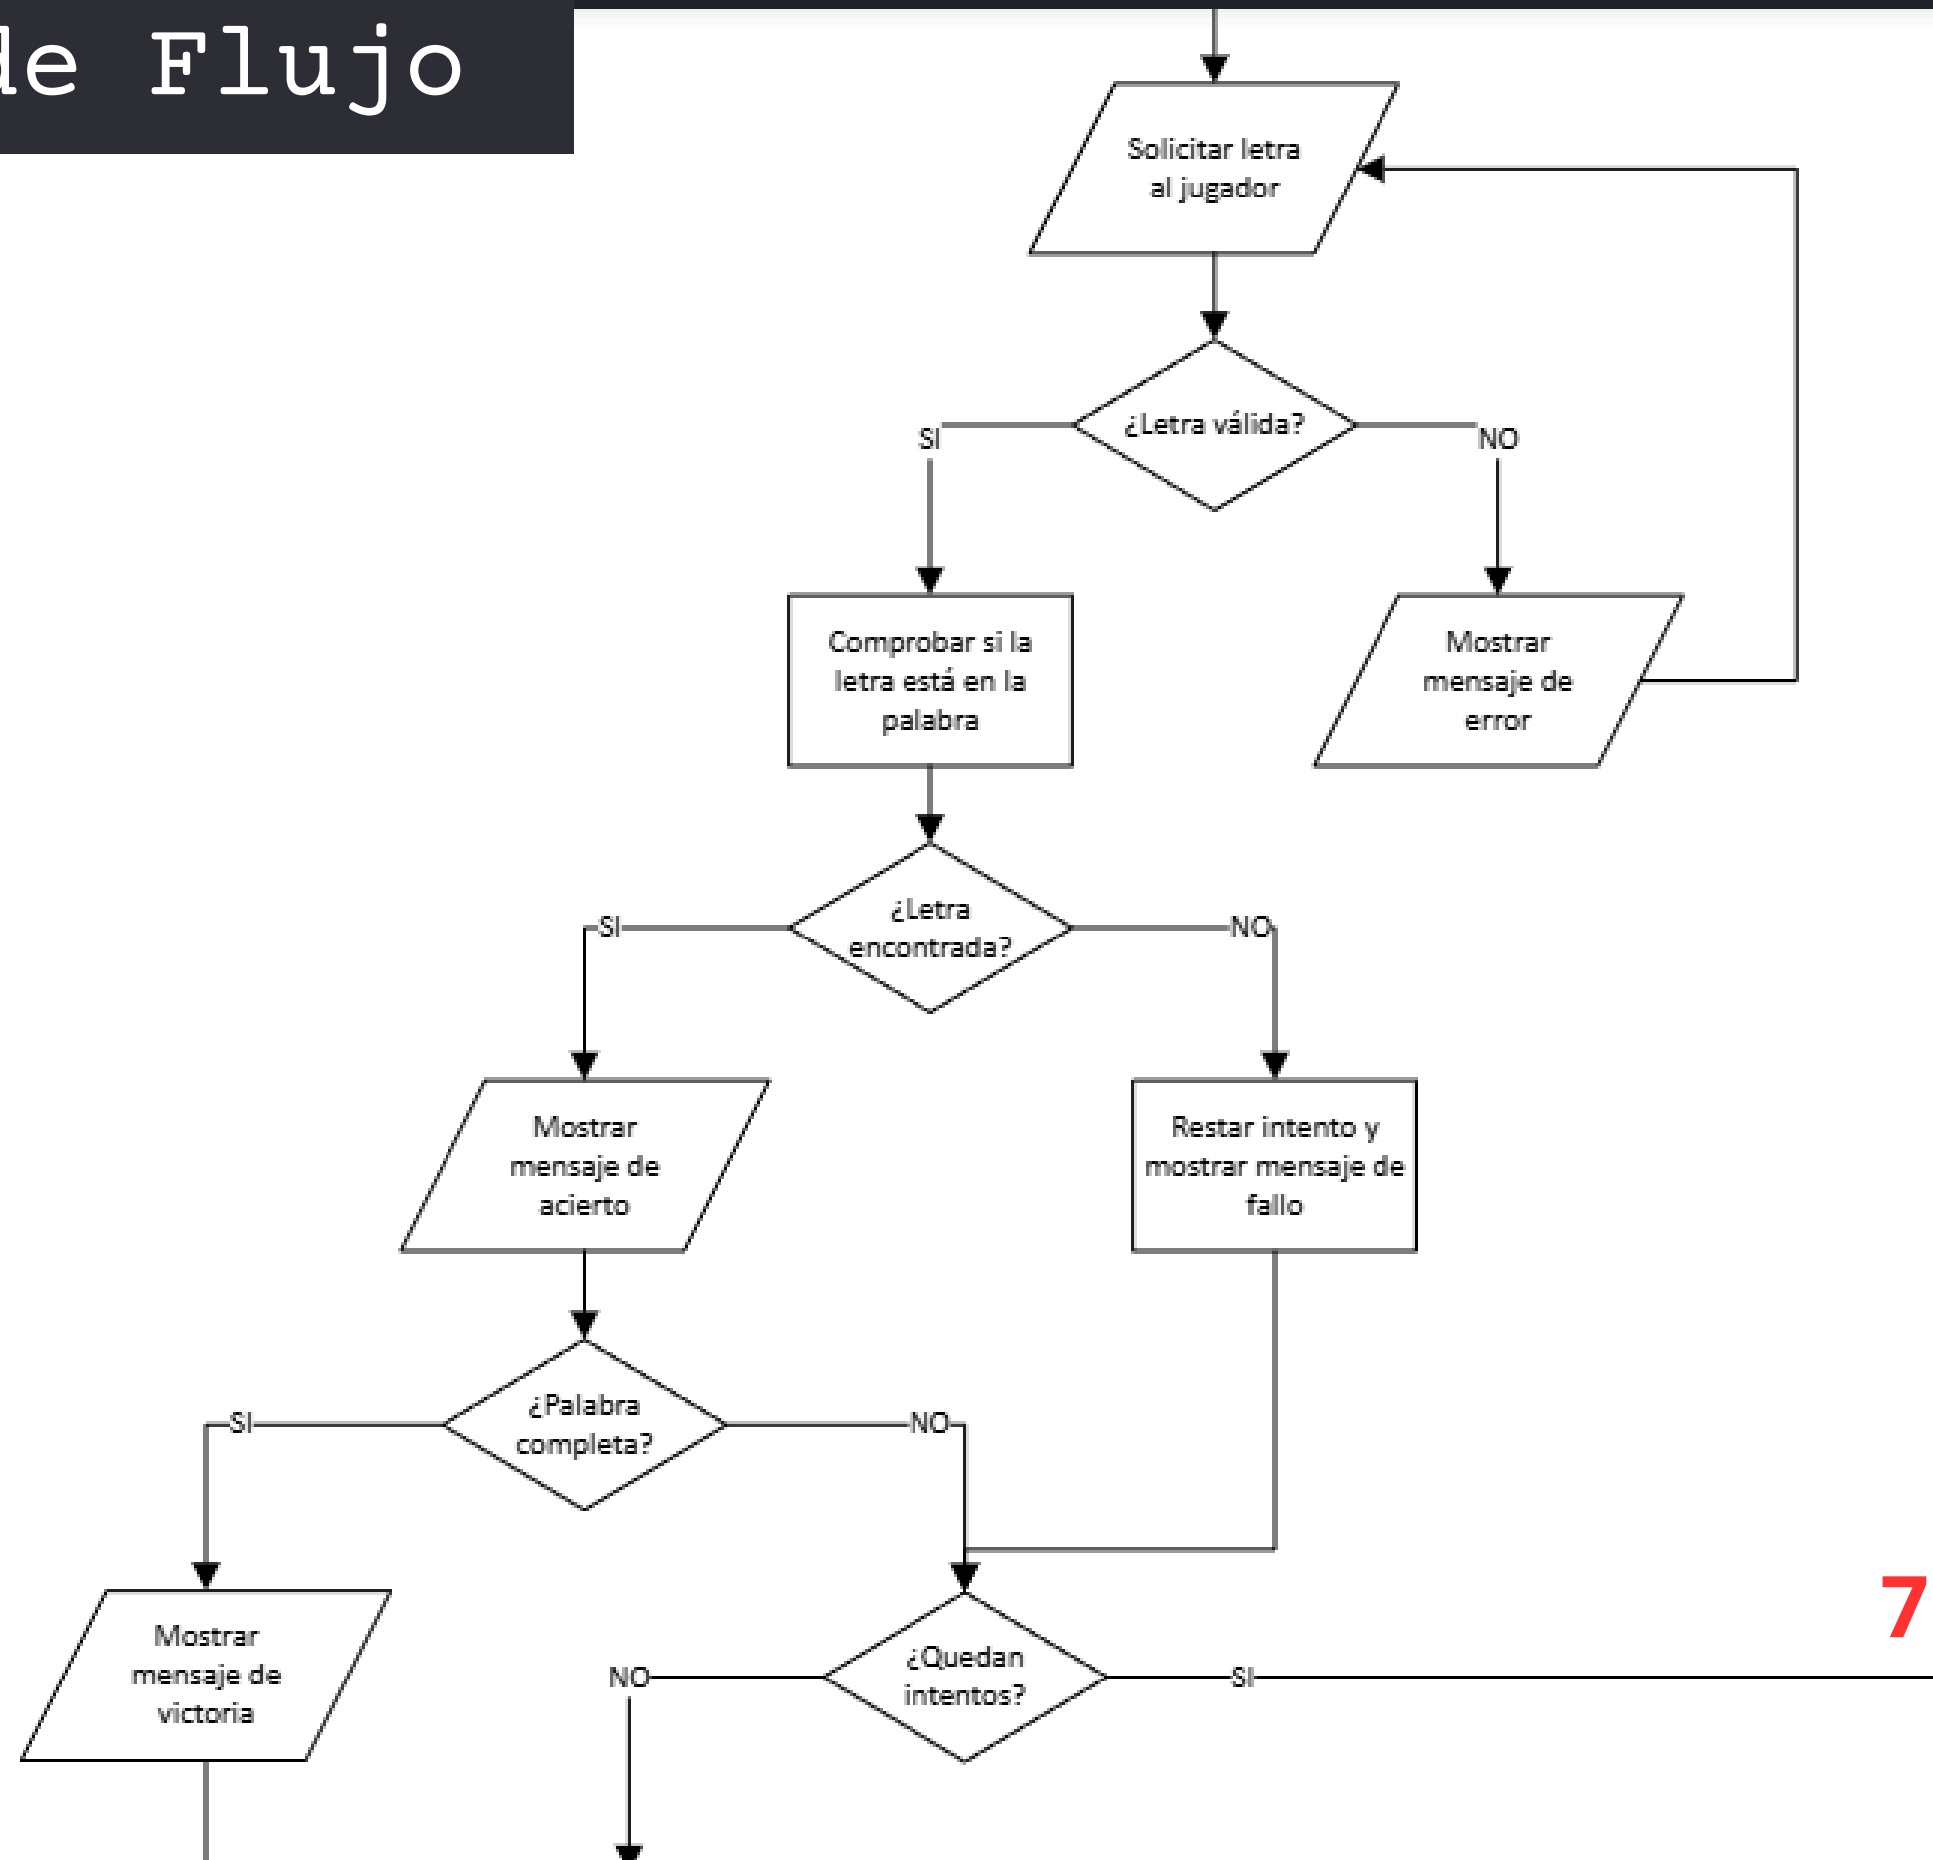 de Flujo
Solicitar letra
al jugador
¿Letra válida?
SI
NO
Comprobar si la
letra está en la
palabra
Mostrar
mensaje de
error
¿Letra
encontrada?
SI
NO
Mostrar
mensaje de
acierto
Restar intento y
mostrar mensaje de
fallo
¿Palabra
completa?
SI
NO
Mostrar
mensaje de
victoria
¿Quedan
intentos?
NO
SI
7